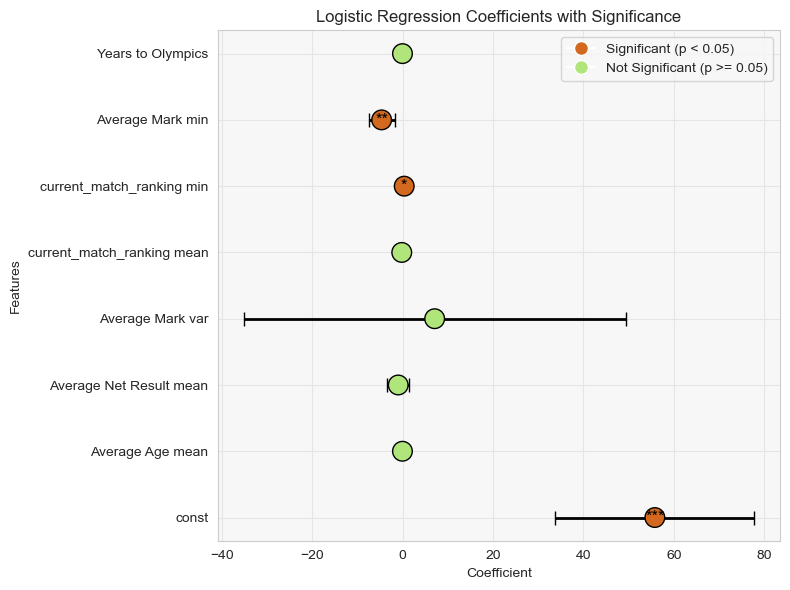 Logistic Regression Coefficients with Significance
Significant (p < 0.05)
Not Significant (p >= 0.05)
Years to Olympics
Average Mark min
**
current_match_ranking min
*
current_match_ranking mean
Average Mark var
Average Net Result mean
Average Age mean
const
***
Features
−40 −20 0 20 40 60 80
Coefficient